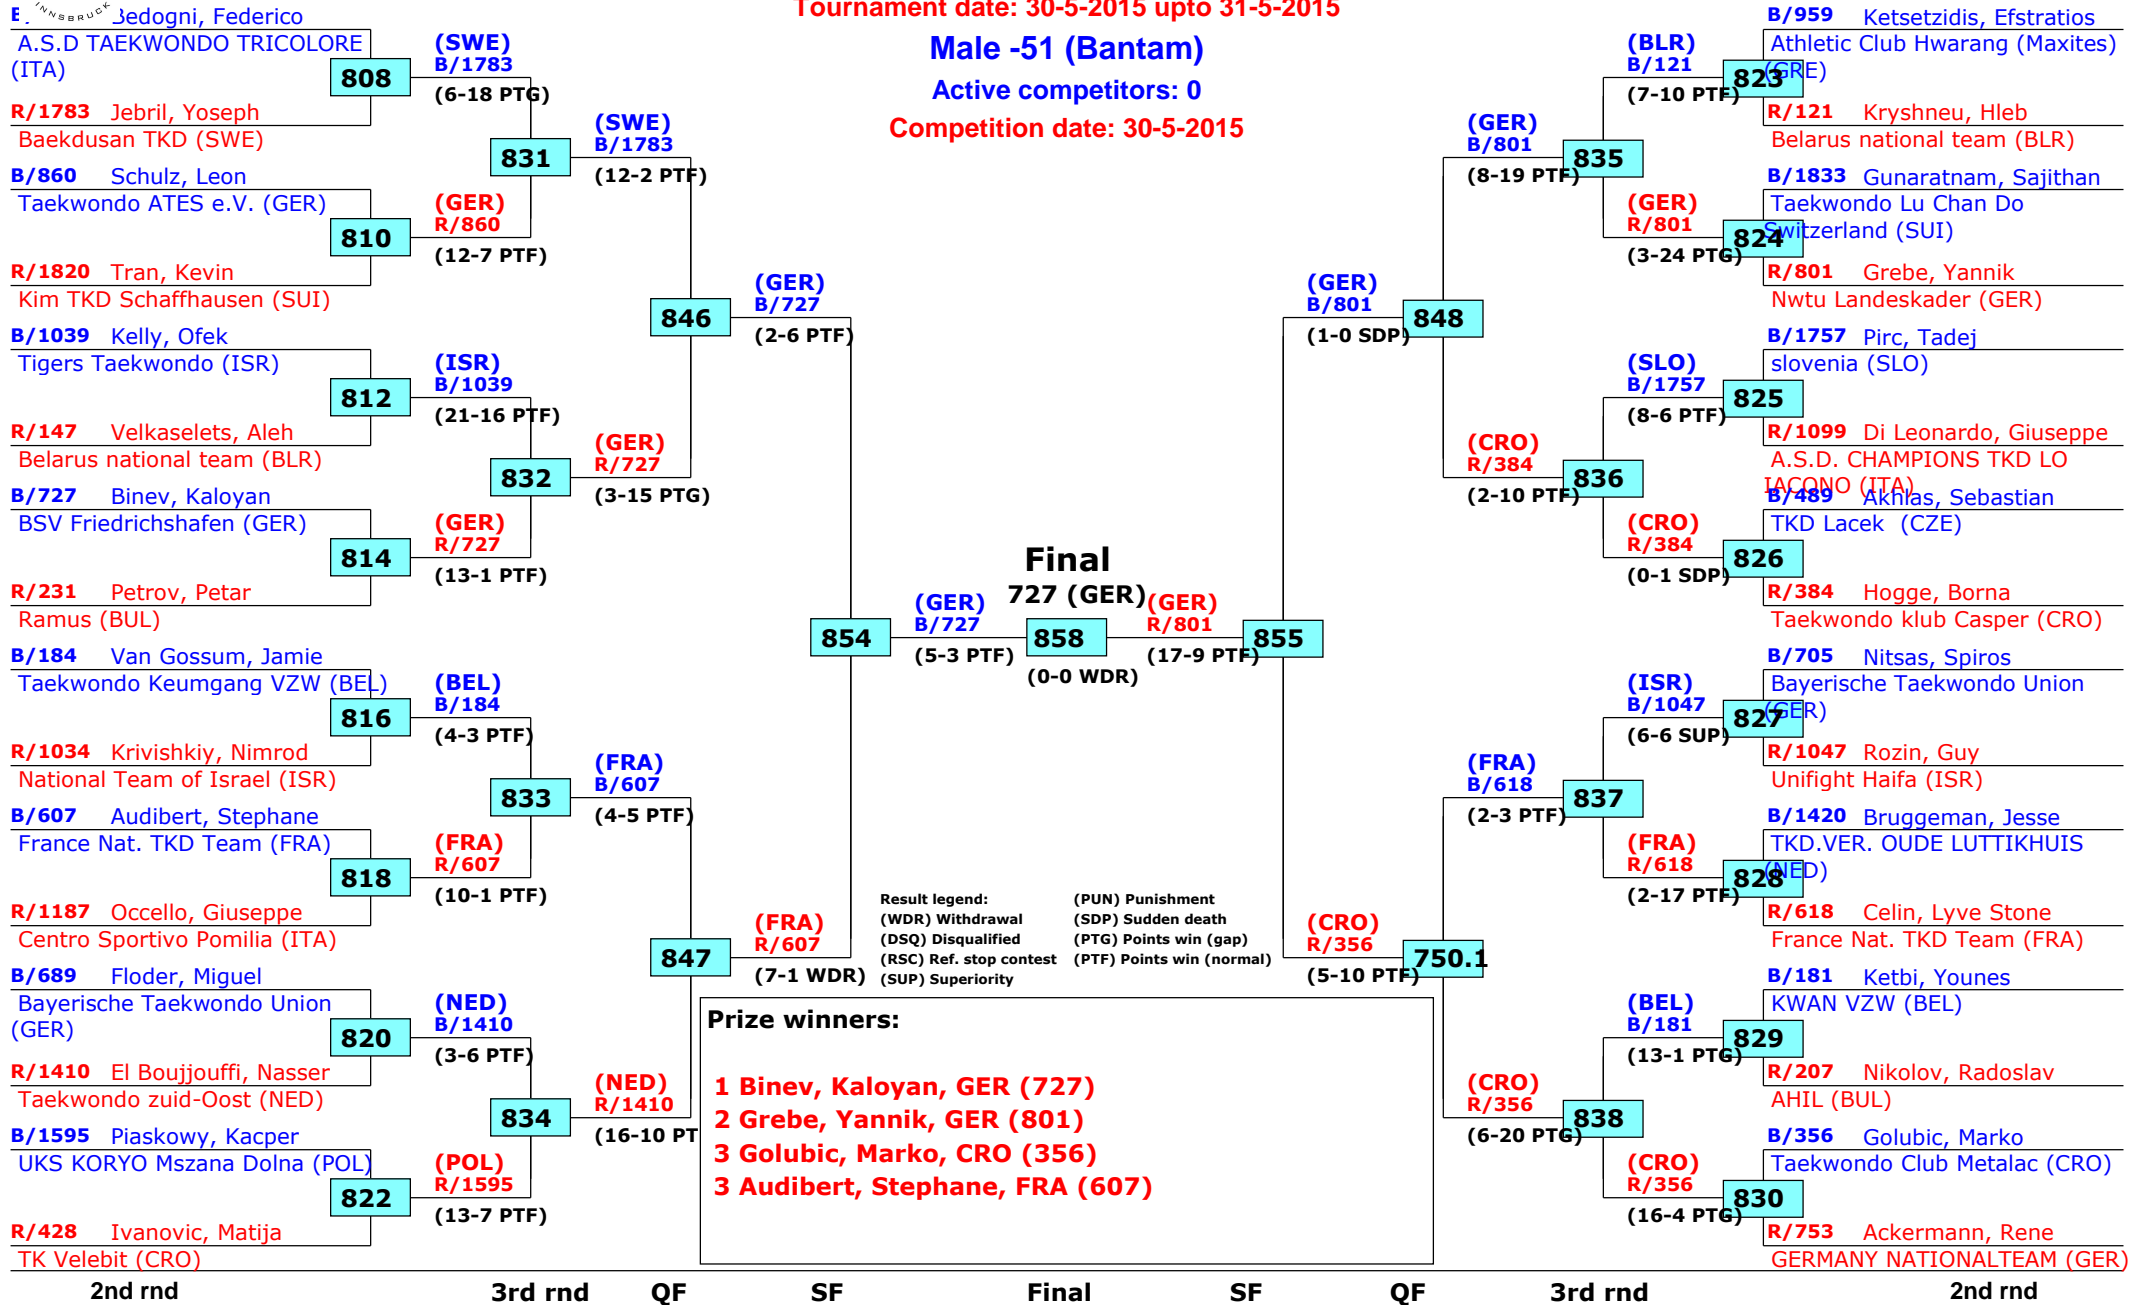 INNSBRUCK
Tournament date: 30-5-2015 upto 31-5-2015
Male -51 (Bantam)
Active competitors: 0
Competition date: 30-5-2015
Bedogni, Federico
A.S.D TAEKWONDO TRICOLORE
(ITA)
808
R/1783 Jebril, Yoseph
Baekdusan TKD (SWE)
B/860 Schulz, Leon
Taekwondo ATES e.V. (GER)
810
R/1820 Tran, Kevin
Kim TKD Schaffhausen (SUI)
B/1039 Kelly, Ofek
Tigers Taekwondo (ISR)
812
R/147 Velkaselets, Aleh
Belarus national team (BLR)
B/727 Binev, Kaloyan
BSV Friedrichshafen (GER)
814
R/231 Petrov, Petar
Ramus (BUL)
B/184 Van Gossum, Jamie
Taekwondo Keumgang VZW (BEL)
816
R/1034 Krivishkiy, Nimrod
National Team of Israel (ISR)
B/607 Audibert, Stephane
France Nat. TKD Team (FRA)
818
R/1187 Occello, Giuseppe
Centro Sportivo Pomilia (ITA)
B/689 Floder, Miguel
Bayerische Taekwondo Union
(GER)
820
R/1410 El Boujjouffi, Nasser
Taekwondo zuid-Oost (NED)
B/1595 Piaskowy, Kacper
UKS KORYO Mszana Dolna (POL)
822
R/428 Ivanovic, Matija
TK Velebit (CRO)
(SWE)
B/1783
(6-18 PTG)
831
(GER)
R/860
(12-7 PTF)
(ISR)
B/1039
(21-16 PTF)
832
(GER)
R/727
(13-1 PTF)
(BEL)
B/184
(4-3 PTF)
833
(FRA)
R/607
(10-1 PTF)
(NED)
B/1410
(3-6 PTF)
834
(POL)
R/1595
(13-7 PTF)
(SWE)
B/1783
(12-2 PTF)
846
(GER)
R/727
(3-15 PTG)
(FRA)
B/607
(4-5 PTF)
847
(NED)
R/1410
(16-10 PT
(GER)
B/727
(2-6 PTF)
854
(FRA)
R/607
(7-1 WDR)
(GER)
B/727
(5-3 PTF)
Final
727 (GER)
858
(0-0 WDR)
(GER)
R/801
(17-9 PTF)
855
(GER)
B/801
(1-0 SDP)
848
(CRO)
R/356
(5-10 PTF)
750.1
(GER)
B/801
(8-19 PTF)
835
(CRO)
R/384
(2-10 PTF)
836
(FRA)
B/618
(2-3 PTF)
837
(CRO)
R/356
(6-20 PTG)
838
(BLR)
B/121
(7-10 PTF)
(GER)
R/801
(3-24 PTG)
(SLO)
B/1757
(8-6 PTF)
(CRO)
R/384
(0-1 SDP)
(ISR)
B/1047
(6-6 SUP)
(FRA)
R/618
(2-17 PTF)
(BEL)
B/181
(13-1 PTG)
(CRO)
R/356
(16-4 PTG)
B/959 Ketsetzidis, Efstratios
Athletic Club Hwarang (Maxites)
(GRE)
823
R/121 Kryshneu, Hleb
Belarus national team (BLR)
B/1833 Gunaratnam, Sajithan
Taekwondo Lu Chan Do
Switzerland (SUI)
824
R/801 Grebe, Yannik
Nwtu Landeskader (GER)
B/1757 Pirc, Tadej
slovenia (SLO)
825
R/1099 Di Leonardo, Giuseppe
A.S.D. CHAMPIONS TKD LO
IACONO (ITA)
B/489 Akhlas, Sebastian
TKD Lacek (CZE)
826
R/384 Hogge, Borna
Taekwondo klub Casper (CRO)
B/705 Nitsas, Spiros
Bayerische Taekwondo Union
(GER)
827
R/1047 Rozin, Guy
Unifight Haifa (ISR)
B/1420 Bruggeman, Jesse
TKD.VER. OUDE LUTTIKHUIS
(NED)
828
R/618 Celin, Lyve Stone
France Nat. TKD Team (FRA)
B/181 Ketbi, Younes
KWAN VZW (BEL)
829
R/207 Nikolov, Radoslav
AHIL (BUL)
B/356 Golubic, Marko
Taekwondo Club Metalac (CRO)
830
R/753 Ackermann, Rene
GERMANY NATIONALTEAM (GER)
Result legend:
(WDR) Withdrawal
(DSQ) Disqualified
(RSC) Ref. stop contest
(SUP) Superiority
(PUN) Punishment
(SDP) Sudden death
(PTG) Points win (gap)
(PTF) Points win (normal)
Prize winners:
1 Binev, Kaloyan, GER (727)
2 Grebe, Yannik, GER (801)
3 Golubic, Marko, CRO (356)
3 Audibert, Stephane, FRA (607)
2nd rnd 3rd rnd QF SF Final SF QF 3rd rnd 2nd rnd